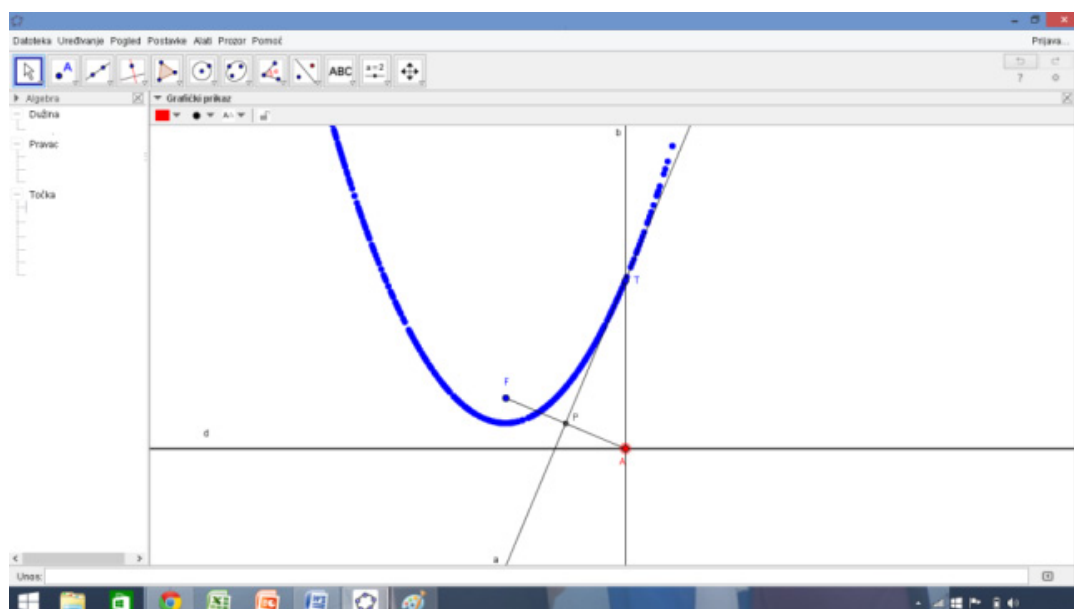 Datoteka Uređivanje Pogled Postavke Alati Prozor Pomoć
Prijava...
ABC
a=2
?
Algebra
Grafički prikaz
Dužina
Pravac
Točka
b
T
F
P
d
A
a
Unos: